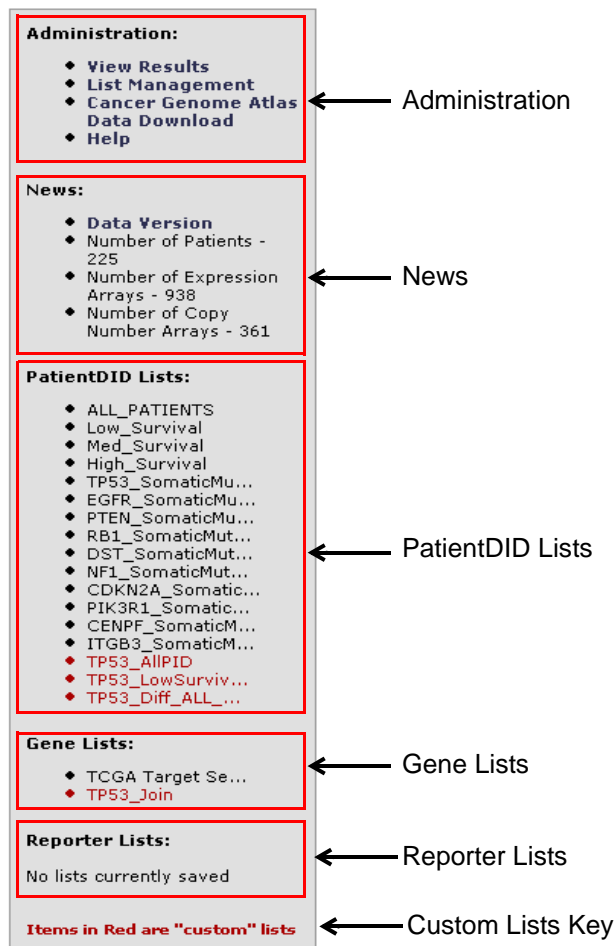 Administration:
View Results
List Management
Cancer Genome Atlas
Data Download
Help
Administration
News:
Data Version
Number of Patients -
225
Number of Expression
Arrays - 938
Number of Copy
Number Arrays - 361
News
PatientDID Lists:
ALL_PATIENTS
Low_Survival
Med_Survival
High_Survival
TP53_SomaticMu...
EGFR_SomaticMu...
PTEN_SomaticMu...
RB1_SomaticMut...
DST_SomaticMut...
NF1_SomaticMut...
CDKN2A_Somatic...
PIK3R1_Somatic...
CENPF_SomaticM...
ITGB3_SomaticM...
TP53_AllPID
TP53_LowSurviv...
TP53_Diff_ALL_...
PatientDID Lists
Gene Lists:
TCGA Target Se...
TP53_Join
Gene Lists
Reporter Lists:
No lists currently saved
Reporter Lists
Items in Red are "custom" lists
Custom Lists Key